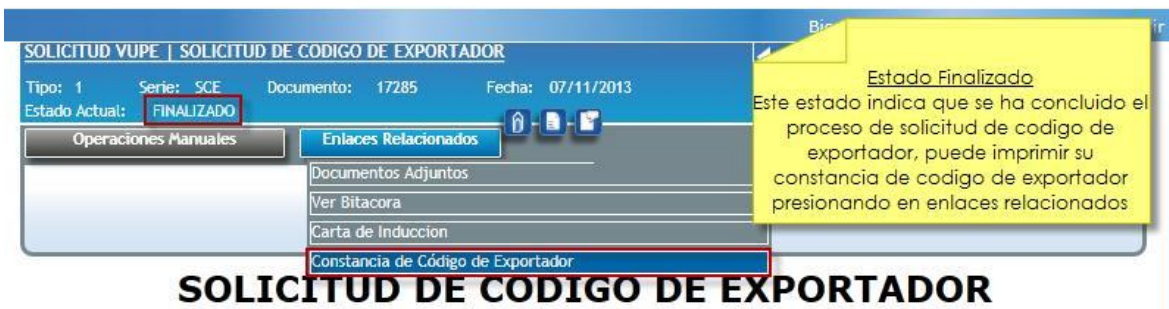 SOLICITUD VUPE | SOLICITUD DE CODIGO DE EXPORTADOR
Tipo: 1 Serie: SCE Documento: 17285 Fecha: 07/11/2013
Estado Actual: FINALIZADO
Operaciones Manuales Enlaces Relacionados
Documentos Adjuntos
Ver Bitacora
Carta de Induccion
Constancia de Código de Exportador
Estado Finalizado
Este estado indica que se ha concluido el
proceso de solicitud de codigo de
exportador, puede imprimir su
constancia de codigo de exportador
presionando en enlaces relacionados
SOLICITUD DE CODIGO DE EXPORTADOR